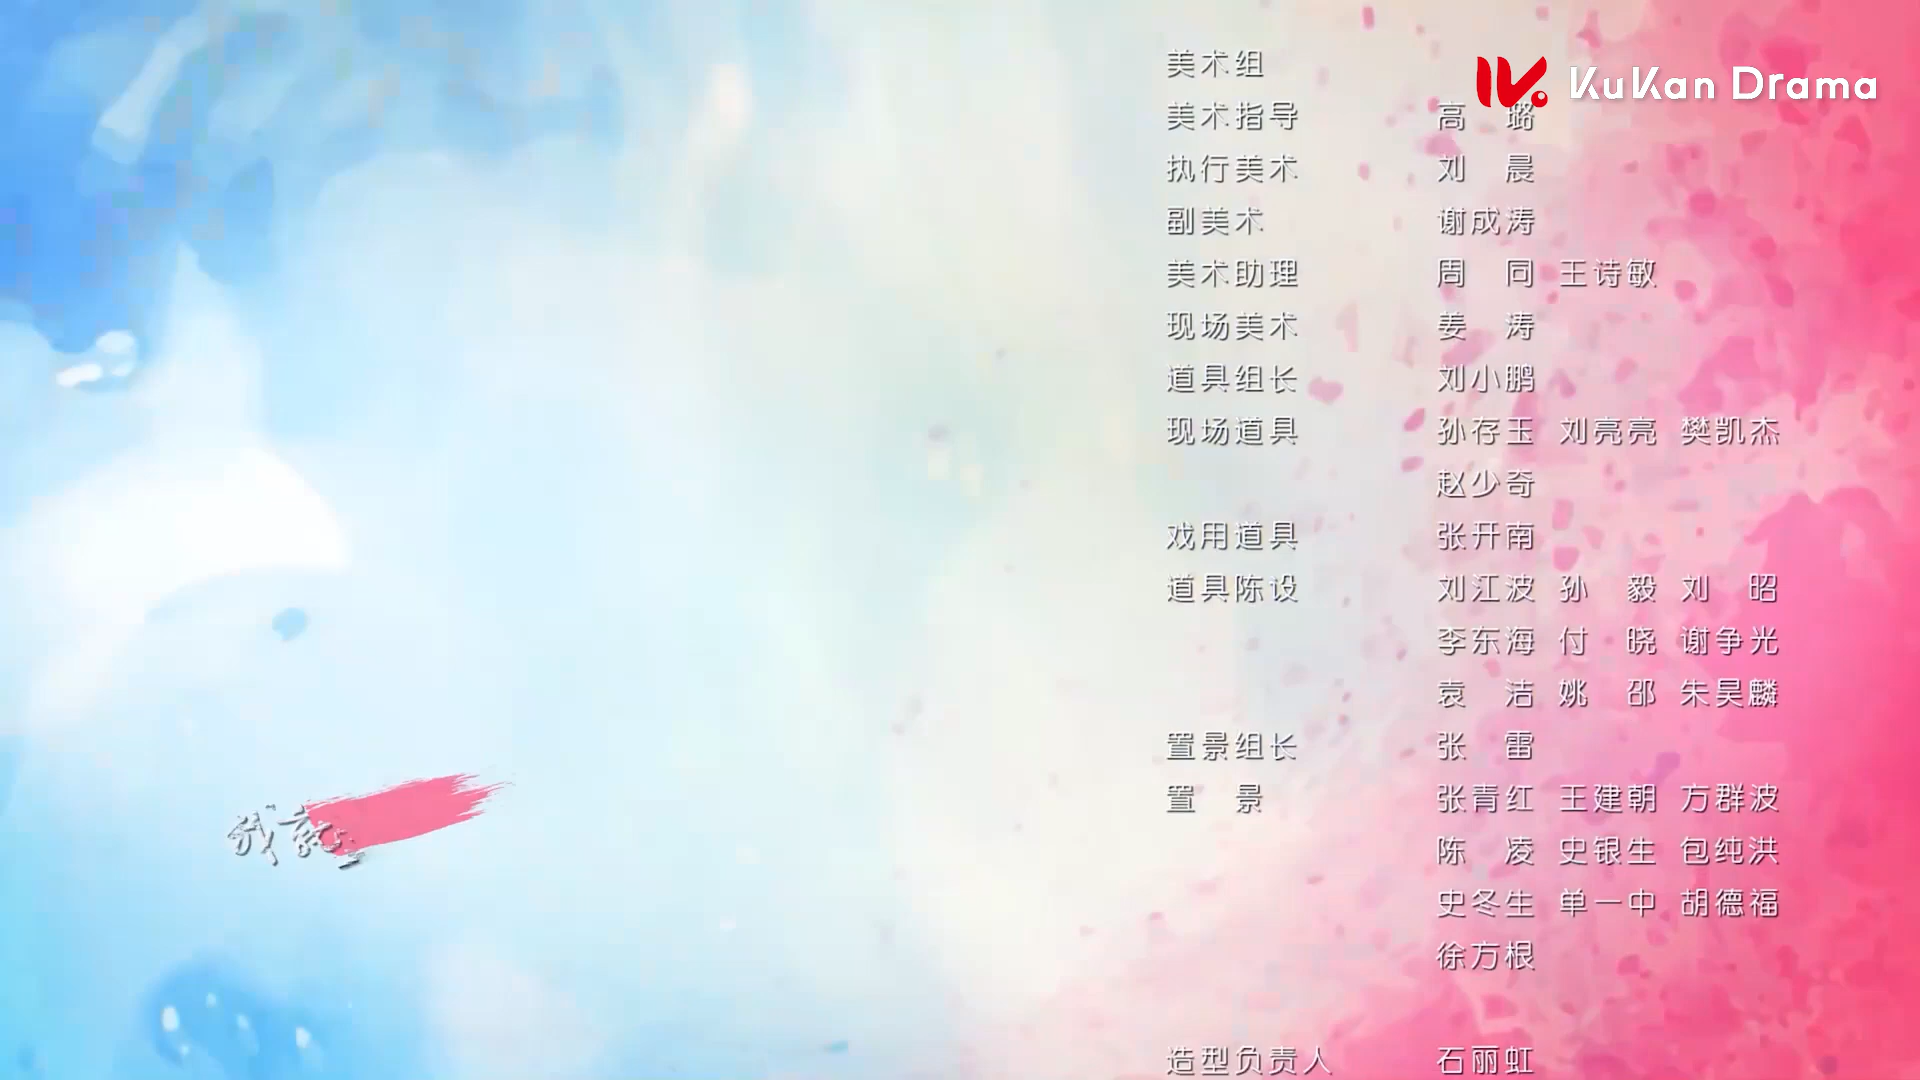 KuKan Drama
美术组
美术指导 高 璐
执行美术 刘 晨
副美术 谢成涛
美术助理 周 同 王诗敏
现场美术 姜 涛
道具组长 刘小鹏
现场道具 孙存玉 刘亮亮 樊凯杰
赵少奇
戏用道具 张开南
道具陈设 刘江波 孙 毅 刘 昭
李东海 付 晓 谢争光
袁 洁 姚 邵 朱昊麟
置景组长 张 雷
置 景 张青红 王建朝 方群波
陈 凌 史银生 包纯洪
史冬生 单一中 胡德福
徐方根
造型负责人 石丽虹